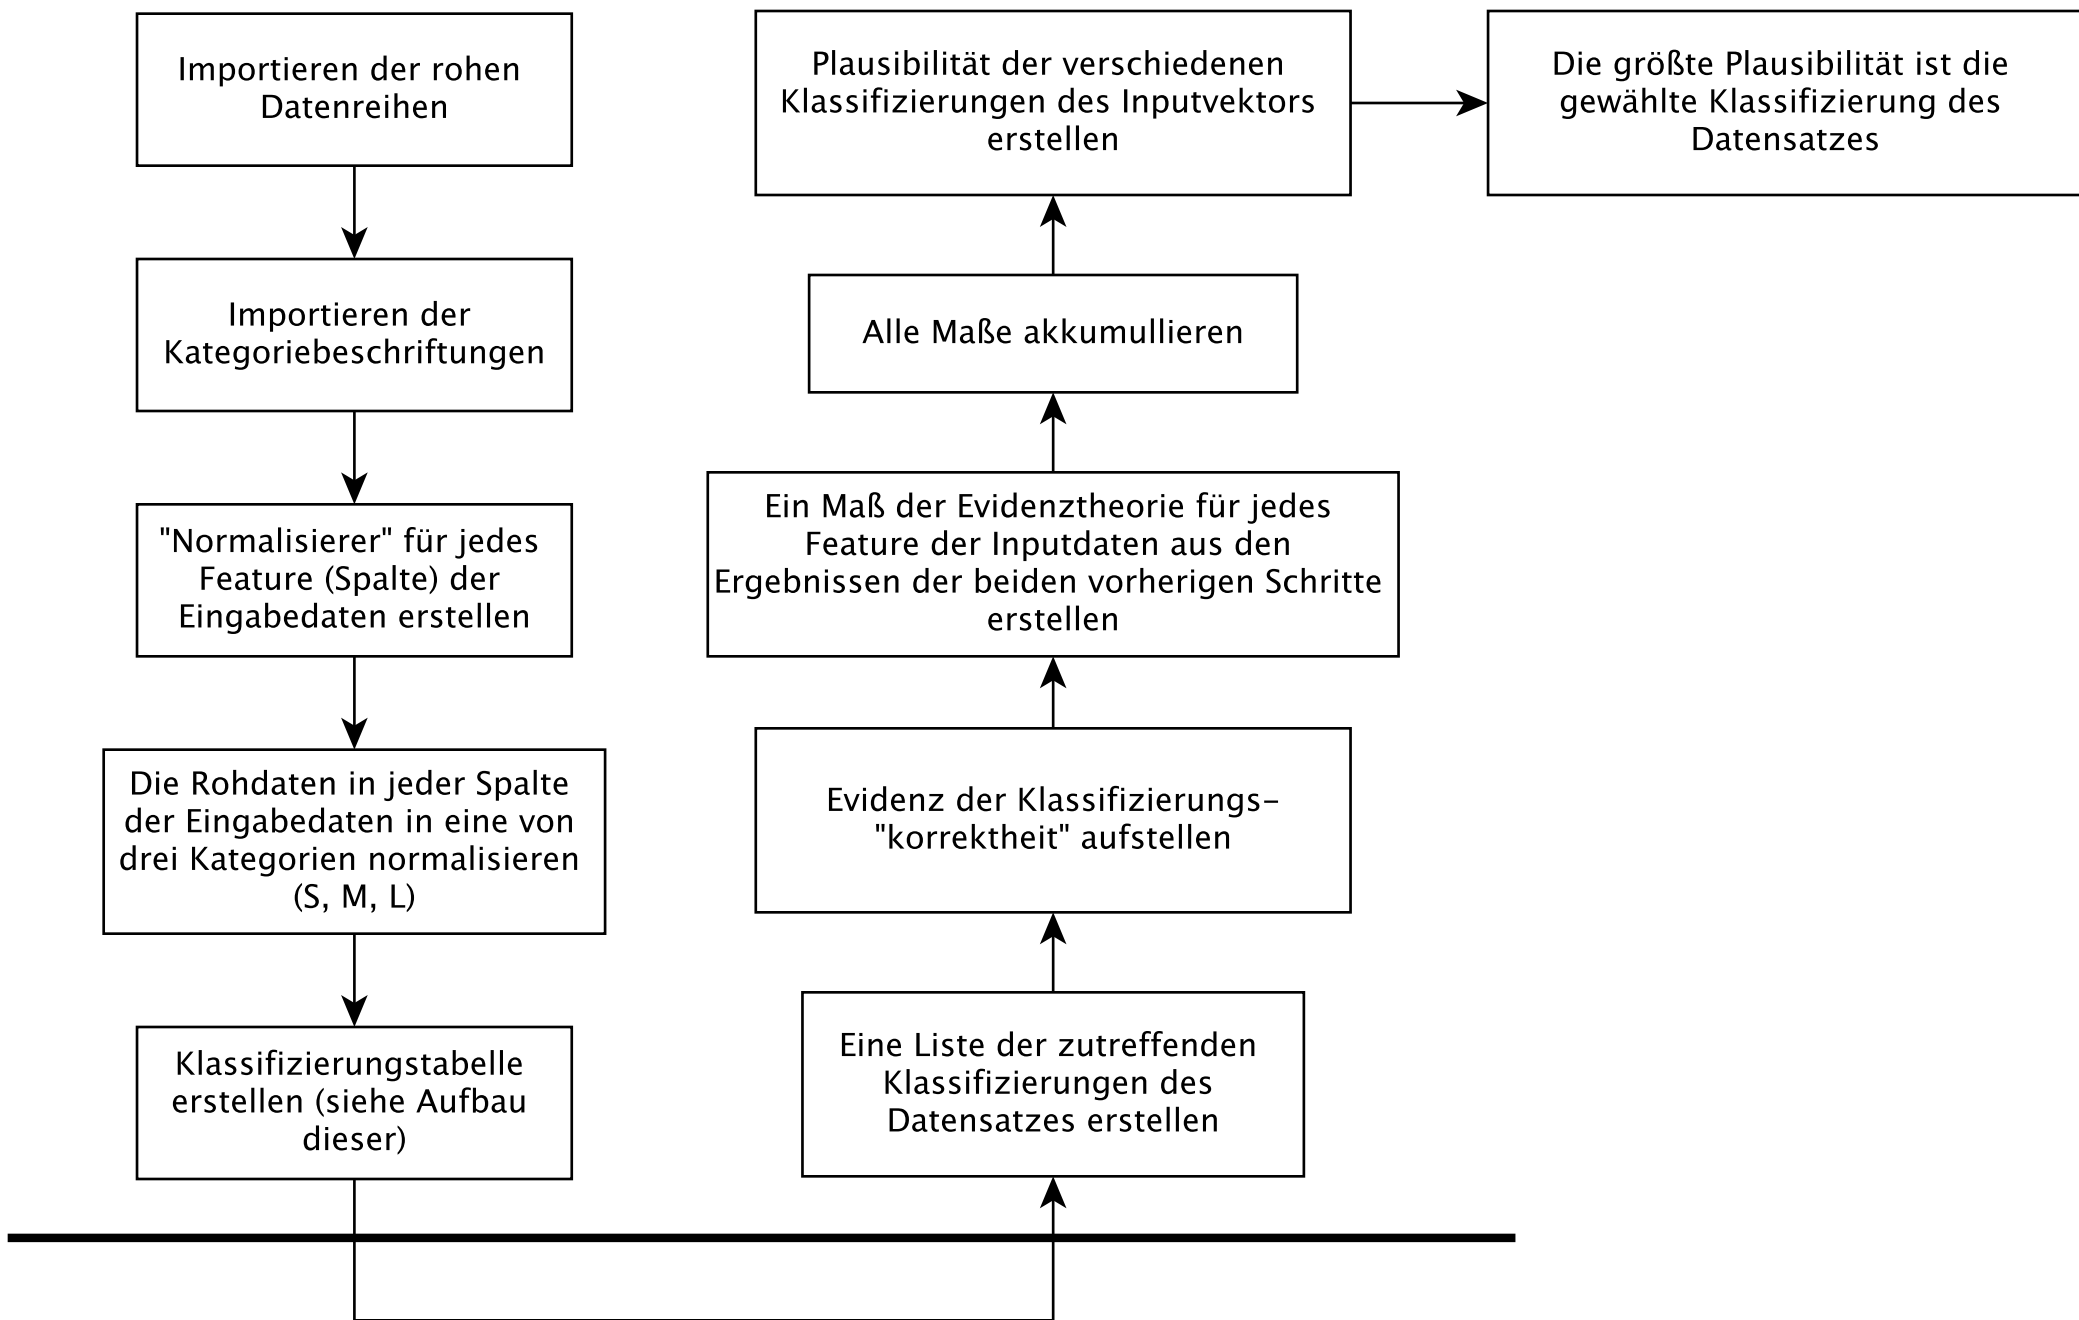 Importieren der rohen
Datenreihen
Importieren der
Kategoriebeschriftungen
"Normalisierer" für jedes
Feature (Spalte) der
Eingabedaten erstellen
Die Rohdaten in jeder Spalte
der Eingabedaten in eine von
drei Kategorien normalisieren
(S, M, L)
Klassifizierungstabelle
erstellen (siehe Aufbau
dieser)
Eine Liste der zutreffenden
Klassifizierungen des
Datensatzes erstellen
Evidenz der Klassifizierungs-
"korrektheit" aufstellen
Ein Maß der Evidenztheorie für jedes
Feature der Inputdaten aus den
Ergebnissen der beiden vorherigen Schritte
erstellen
Alle Maße akkumullieren
Plausibilität der verschiedenen
Klassifizierungen des Inputvektors
erstellen
Die größte Plausibilität ist die
gewählte Klassifizierung des
Datensatzes